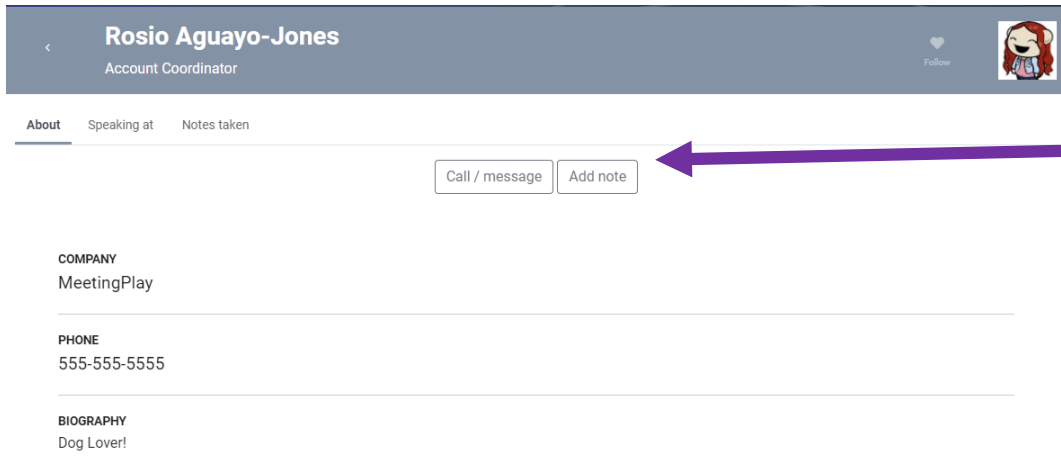 Rosio Aguayo-Jones
Account Coordinator
Follow
About Speaking at Notes taken
Call / message Add note
COMPANY
MeetingPlay
PHONE
555-555-5555
BIOGRAPHY
Dog Lover!